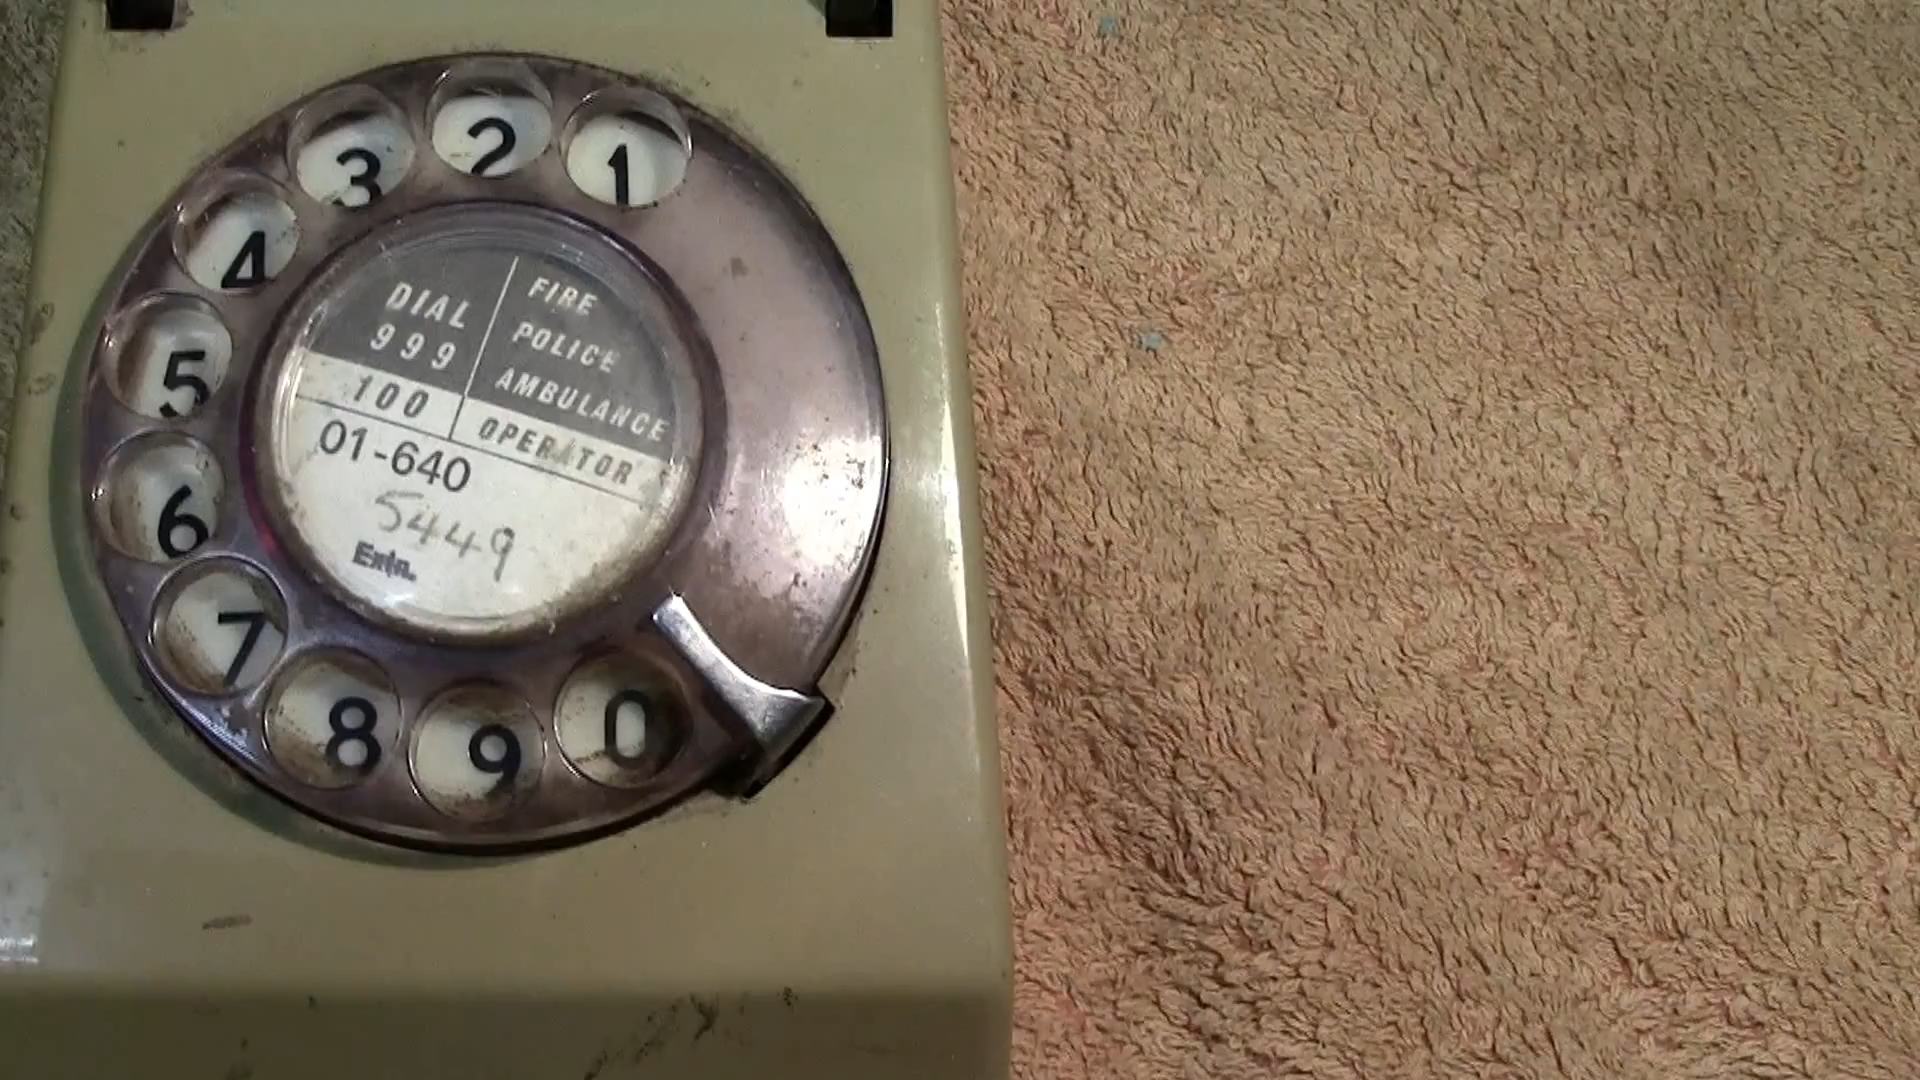 1
2
3
4
5
6
7
8
9
0
DIAL
999
FIRE
POLICE
AMBULANCE
100
OPERATOR
01-640
5449
Extn.